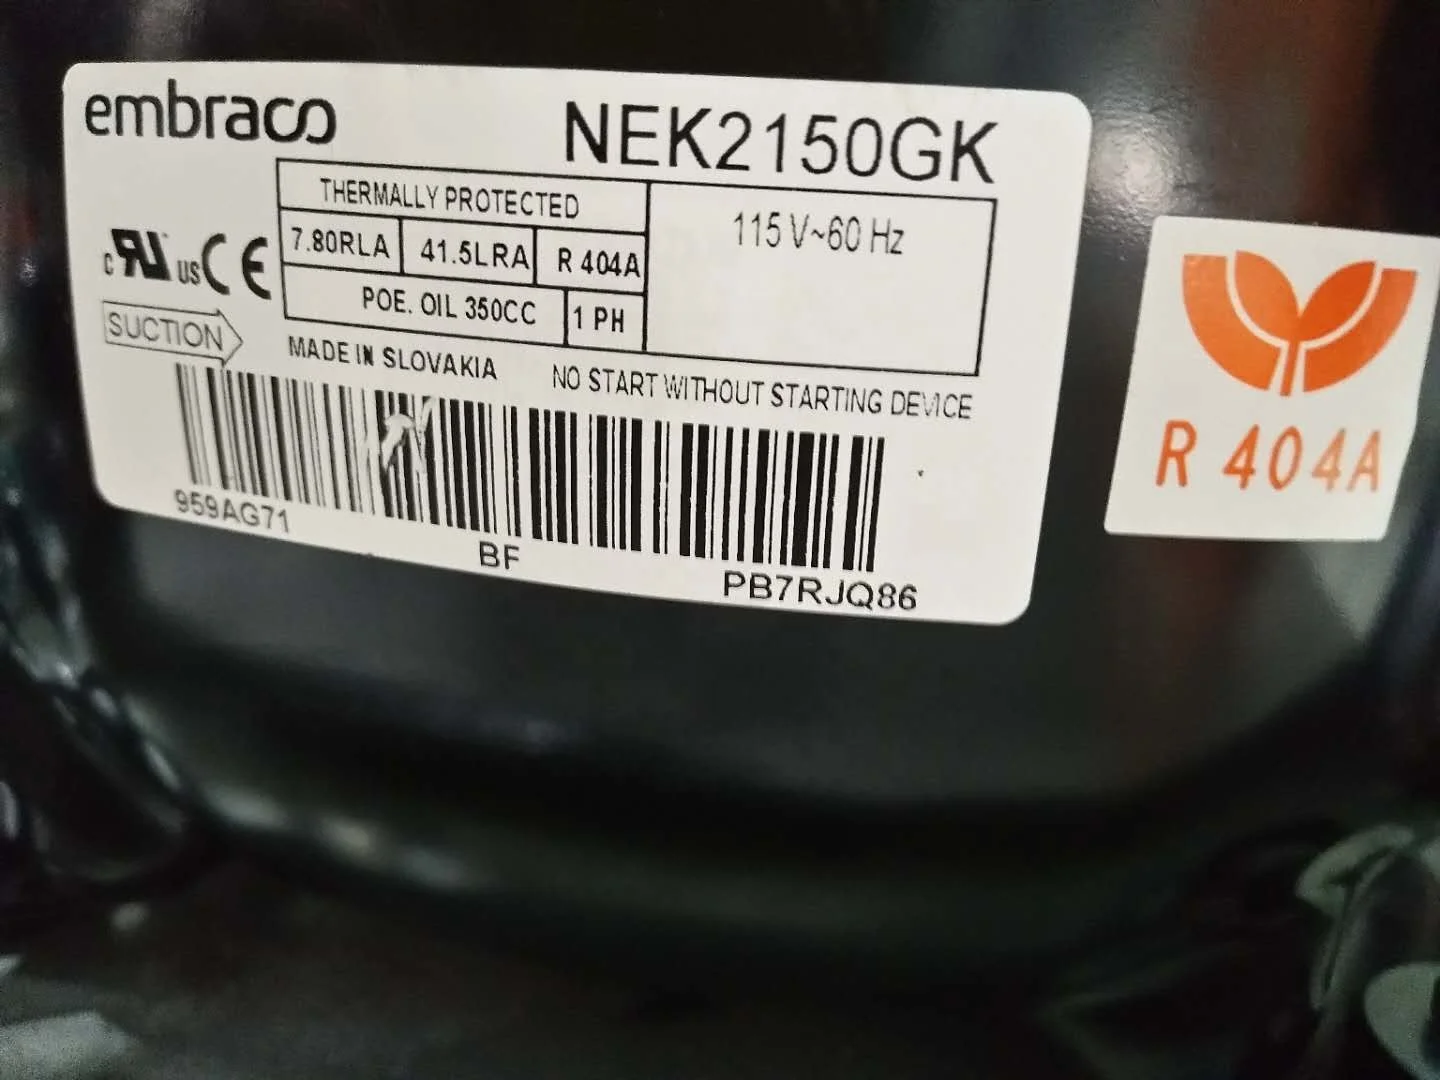 embraco
NEK2150GK
THERMALLY PROTECTED
7.80RLA 41.5LRA R 404A
115 V~60 Hz
c RU us CE
POE. OIL 350CC 1 PH
SUCTION
MADE IN SLOVAKIA
NO START WITHOUT STARTING DEVICE
959AG71
BF
PB7RJQ86
R 404A